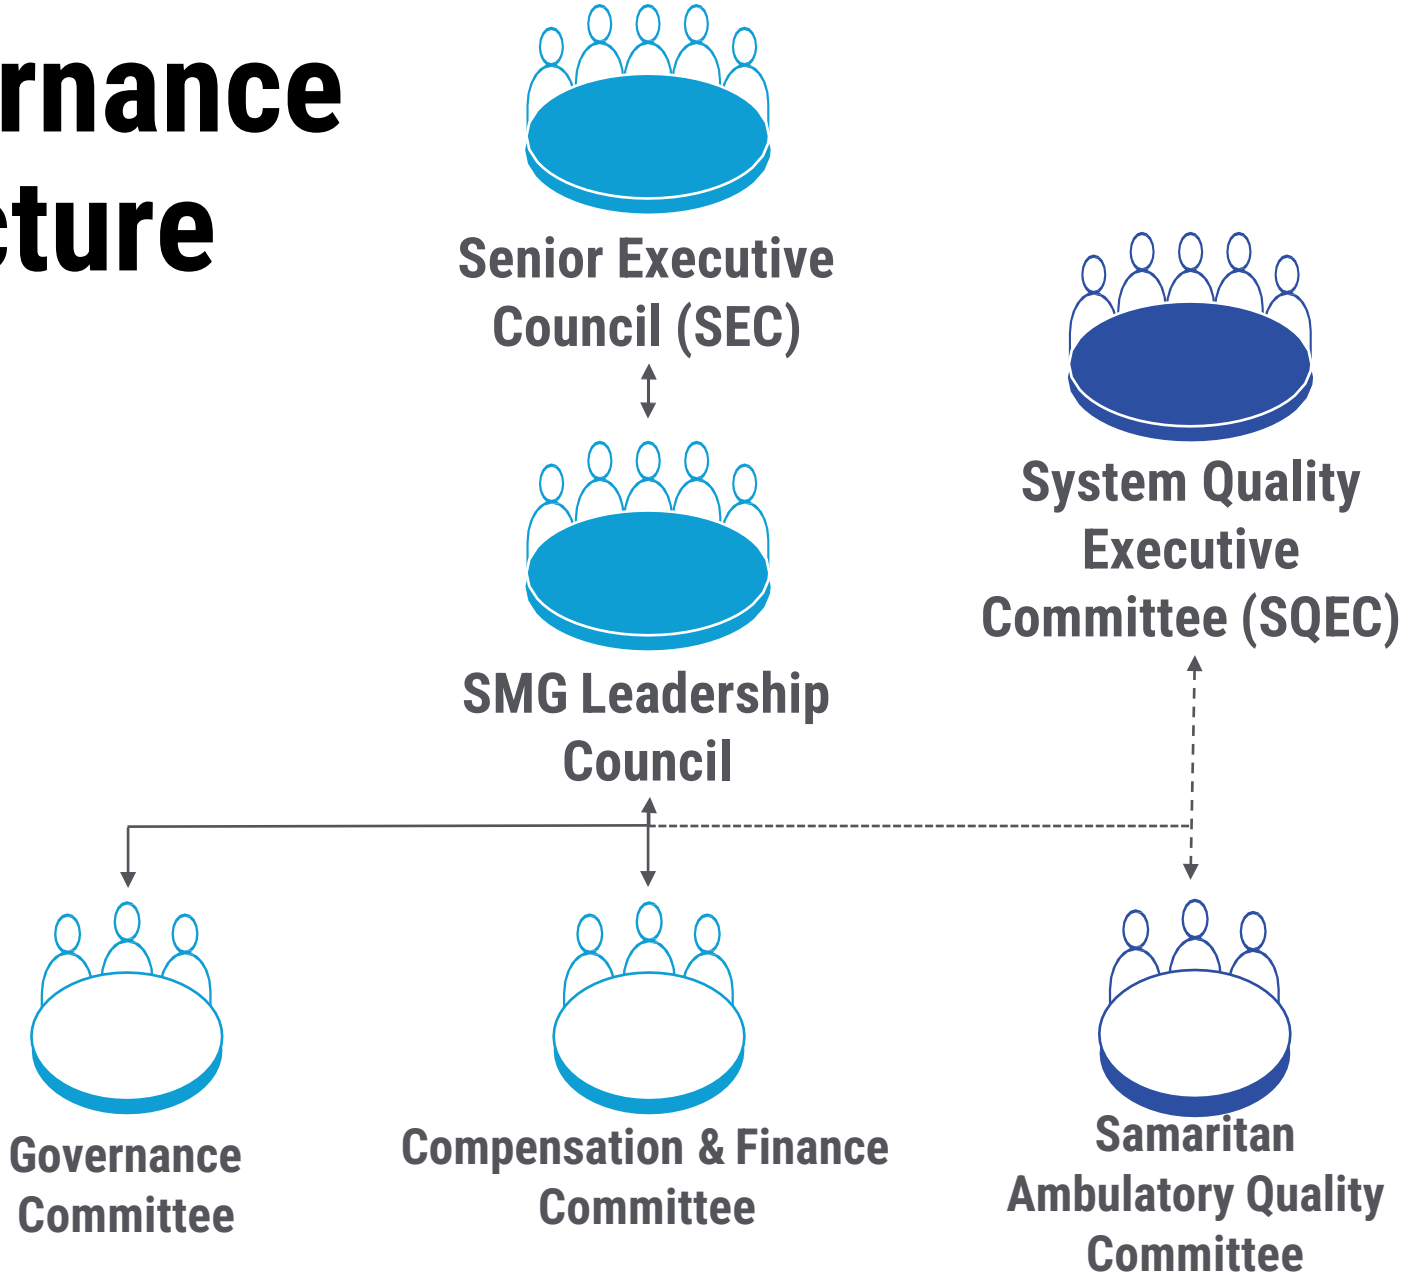 rnance
cture
Senior Executive
Council (SEC)
System Quality
Executive
Committee (SQEC)
SMG Leadership
Council
Governance
Committee
Compensation & Finance
Committee
Samaritan
Ambulatory Quality
Committee